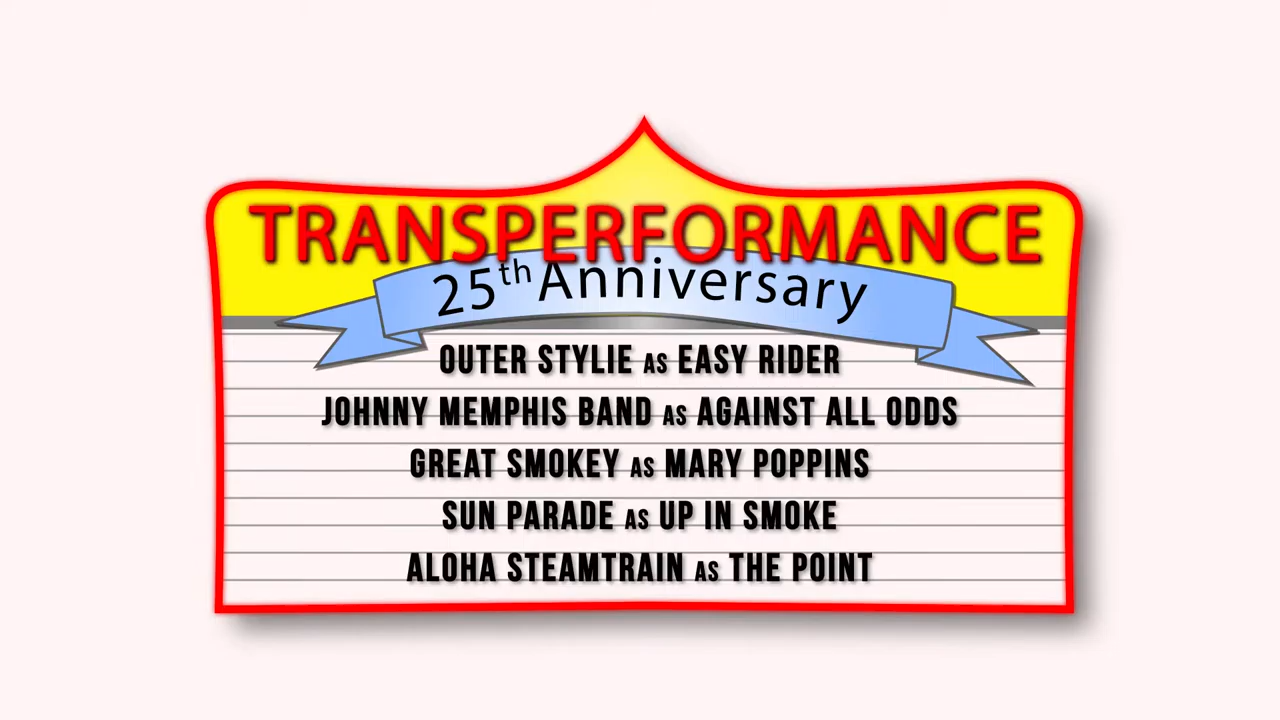 TRANSPERFORMANCE
25th Anniversary
OUTER STYLIE AS EASY RIDER
JOHNNY MEMPHIS BAND AS AGAINST ALL ODDS
GREAT SMOKEY AS MARY POPPINS
SUN PARADE AS UP IN SMOKE
ALOHA STEAMTRAIN AS THE POINT